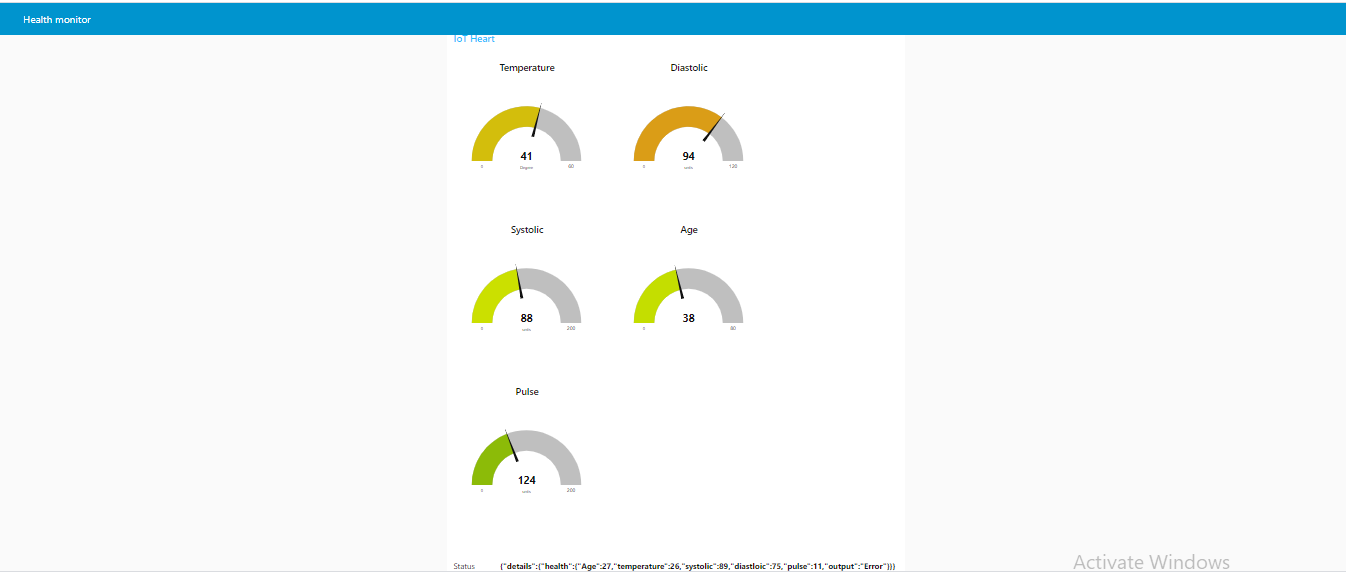 Health monitor
IoT Heart
Temperature
Diastolic
41
Degree
0
60
94
units
0
120
Systolic
Age
88
units
0
200
38
0
80
Pulse
124
units
0
200
Status
{"details":{"health":{"Age":27,"temperature":26,"systolic":89,"diastloic":75,"pulse":11,"output":"Error"}}}
Activate Windows